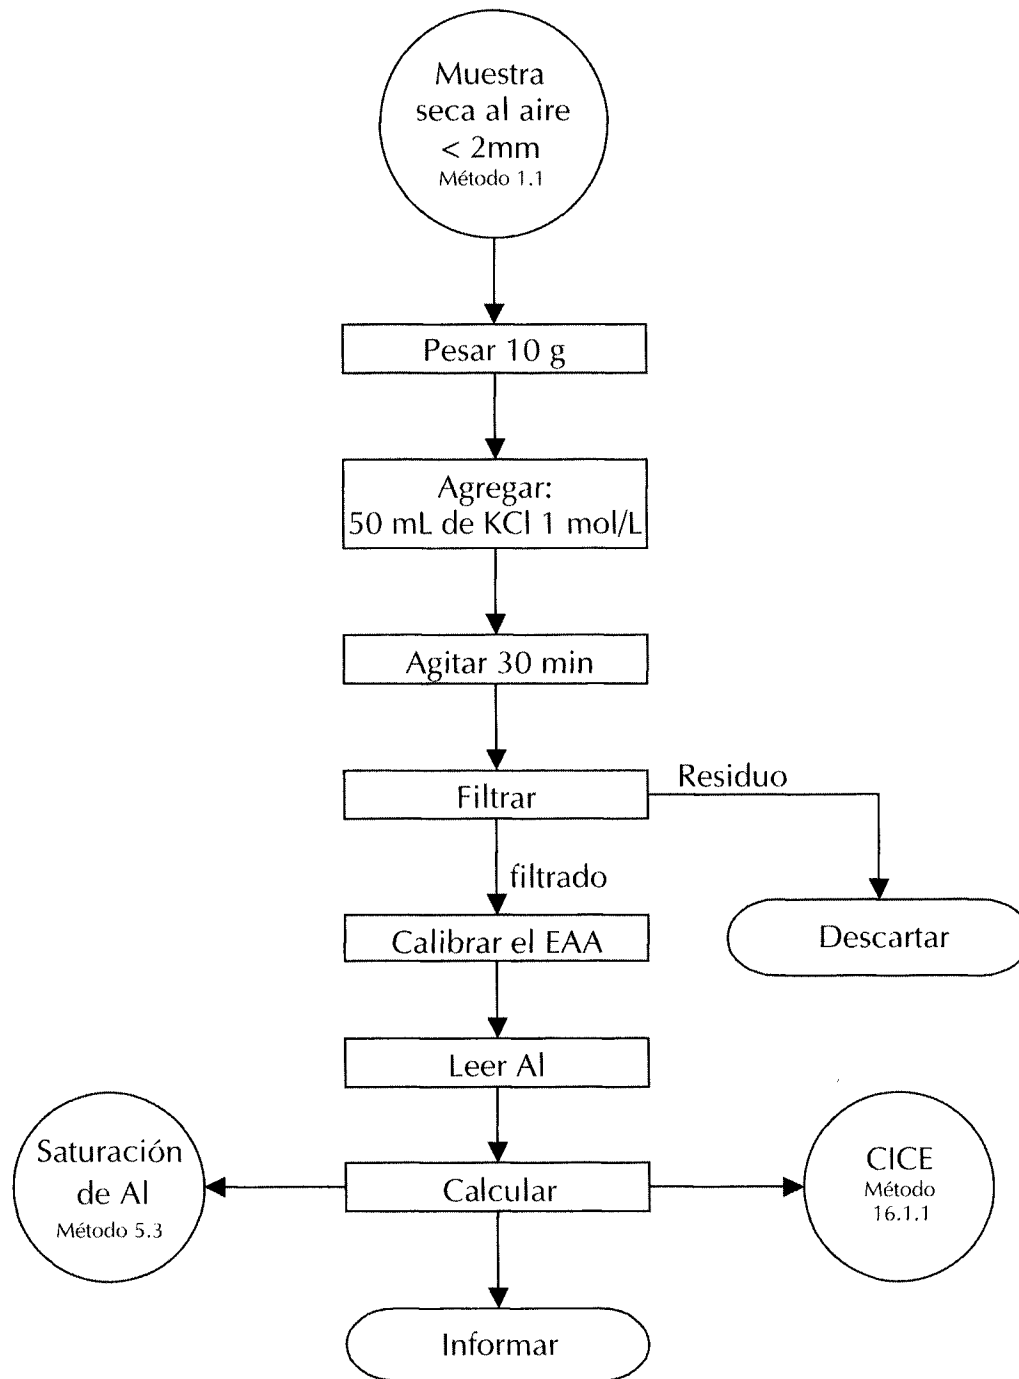 Muestra
seca al aire
< 2mm
Método 1.1
Pesar 10 g
Agregar:
50 mL de KCl 1 mol/L
Agitar 30 min
Filtrar
Residuo
filtrado
Calibrar el EAA
Descartar
Leer Al
Saturación
de Al
Método 5.3
Calcular
CICE
Método
16.1.1
Informar